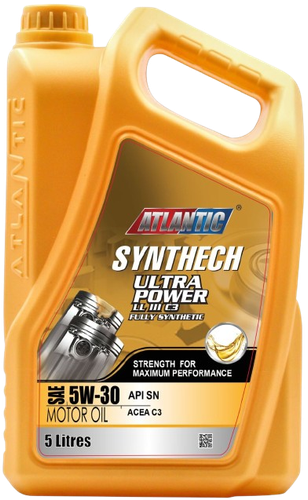 ATLANTIC
ATLANTIC
SYNTHECH
ULTRA
POWER
LL III C3
FULLY SYNTHETIC
STRENGTH FOR
MAXIMUM PERFORMANCE
SAE 5W-30 API SN
MOTOR OIL ACEA C3
5 Litres